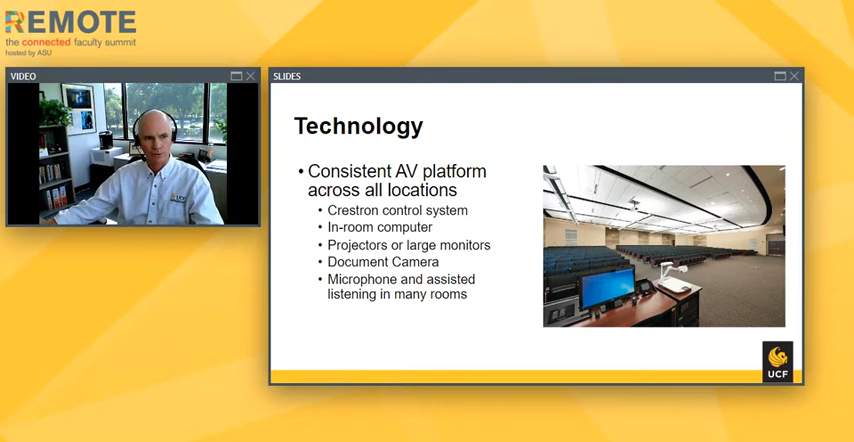 REMOTE
the connected faculty summit
hosted by ASU
VIDEO
SLIDES
Technology
• Consistent AV platform
across all locations
• Crestron control system
• In-room computer
• Projectors or large monitors
• Document Camera
• Microphone and assisted
listening in many rooms
UCF